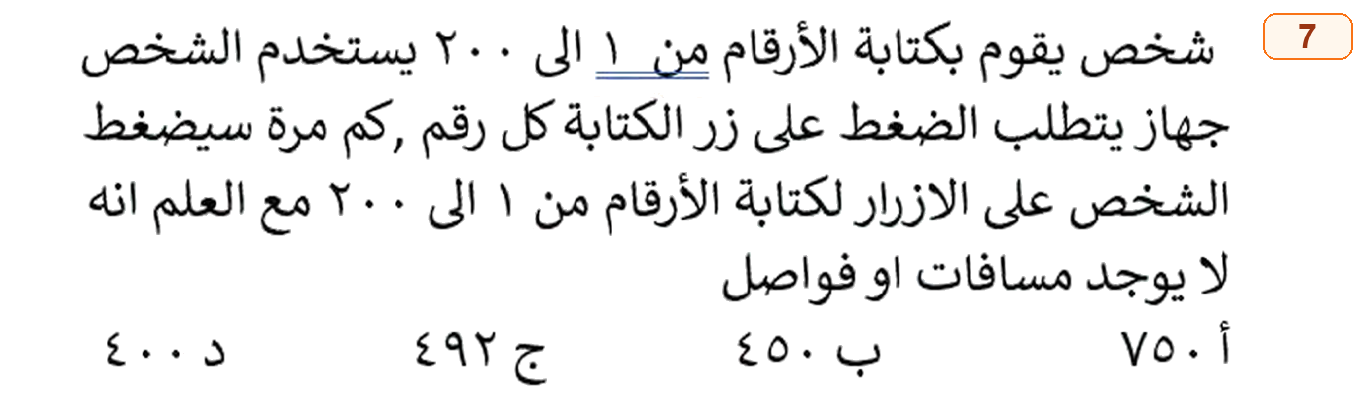 7
شخص يقوم بكتابة الأرقام من ١ الى ٢٠٠ يستخدم الشخص
جهاز يتطلب الضغط على زر الكتابة كل رقم ,كم مرة سيضغط
الشخص على الازرار لكتابة الأرقام من ١ الى ٢٠٠ مع العلم انه
لا يوجد مسافات او فواصل
أ ٧٥٠ ب ٤٥٠ ج ٤٩٢ د ٤٠٠